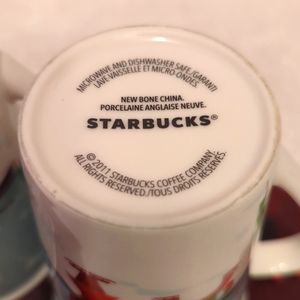 MICROWAVE AND DISHWASHER SAFE./GARANTI
LAVE VAISSELLE ET MICRO-ONDES.
NEW BONE CHINA.
PORCELAINE ANGLAISE NEUVE.
STARBUCKS®
© 2011 STARBUCKS COFFEE COMPANY.
ALL RIGHTS RESERVED./TOUS DROITS RESERVÉS.